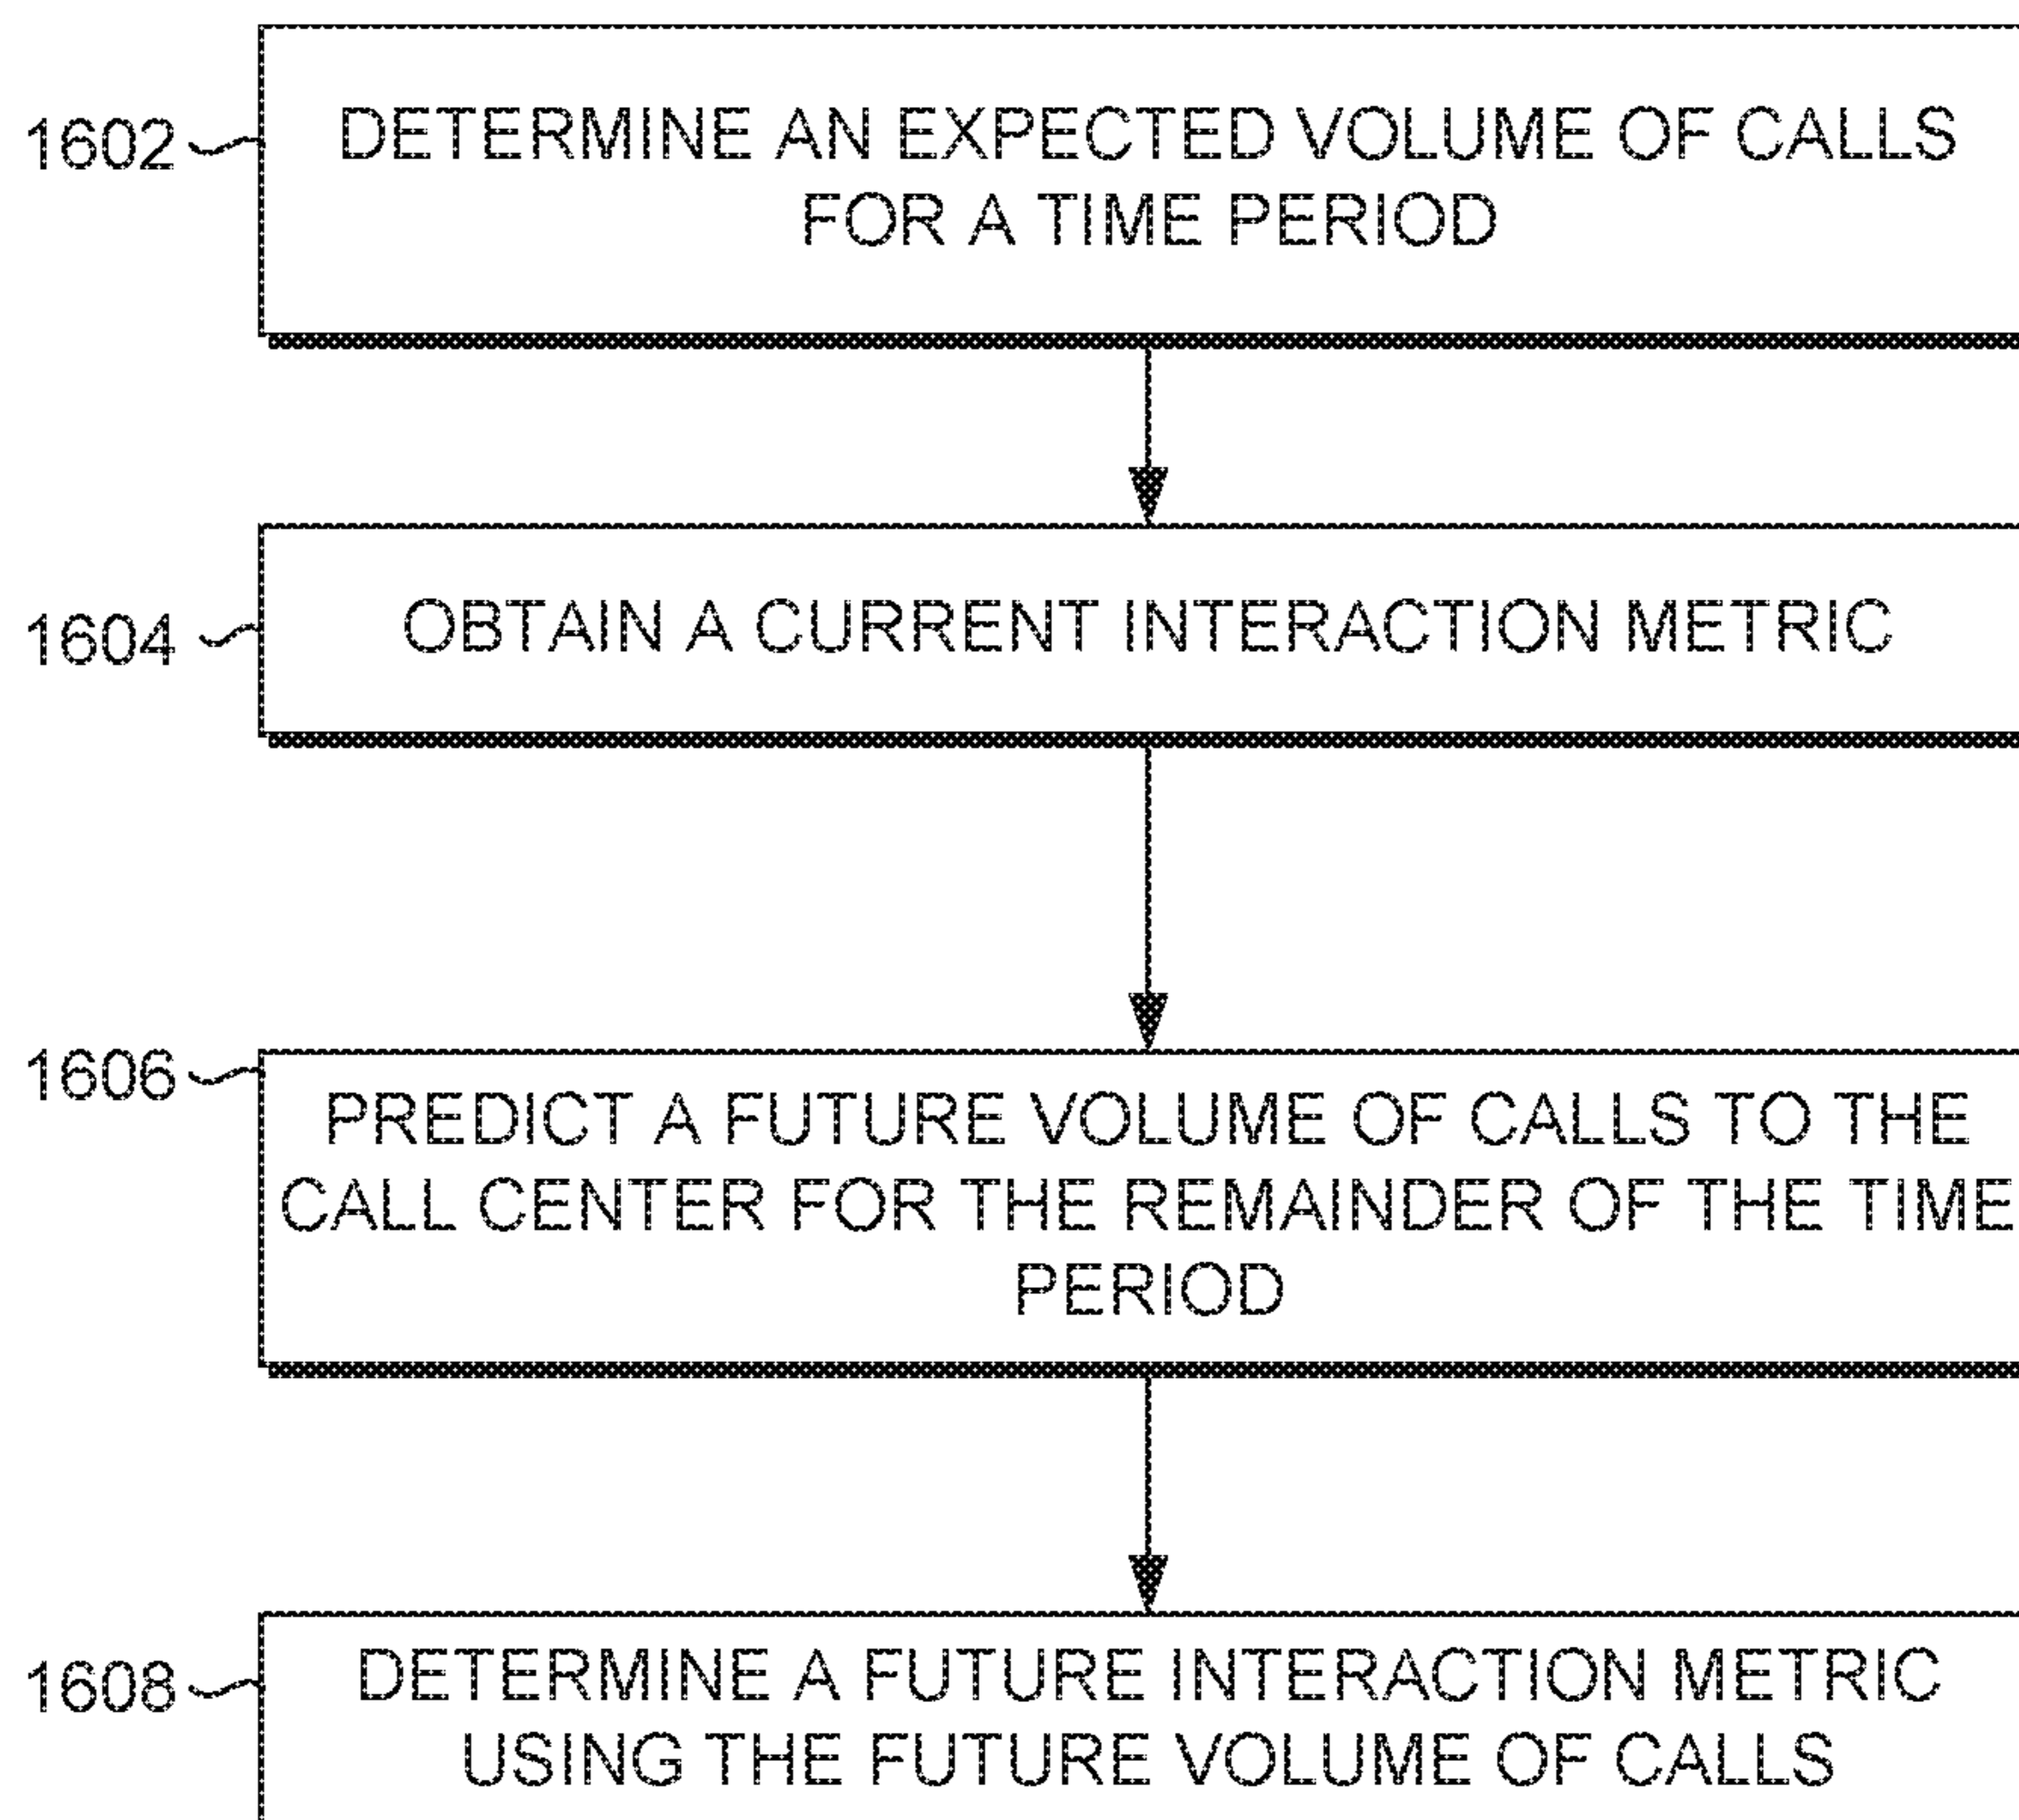 1602
DETERMINE AN EXPECTED VOLUME OF CALLS
FOR A TIME PERIOD
1604
OBTAIN A CURRENT INTERACTION METRIC
1606
PREDICT A FUTURE VOLUME OF CALLS TO THE
CALL CENTER FOR THE REMAINDER OF THE TIME
PERIOD
1608
DETERMINE A FUTURE INTERACTION METRIC
USING THE FUTURE VOLUME OF CALLS